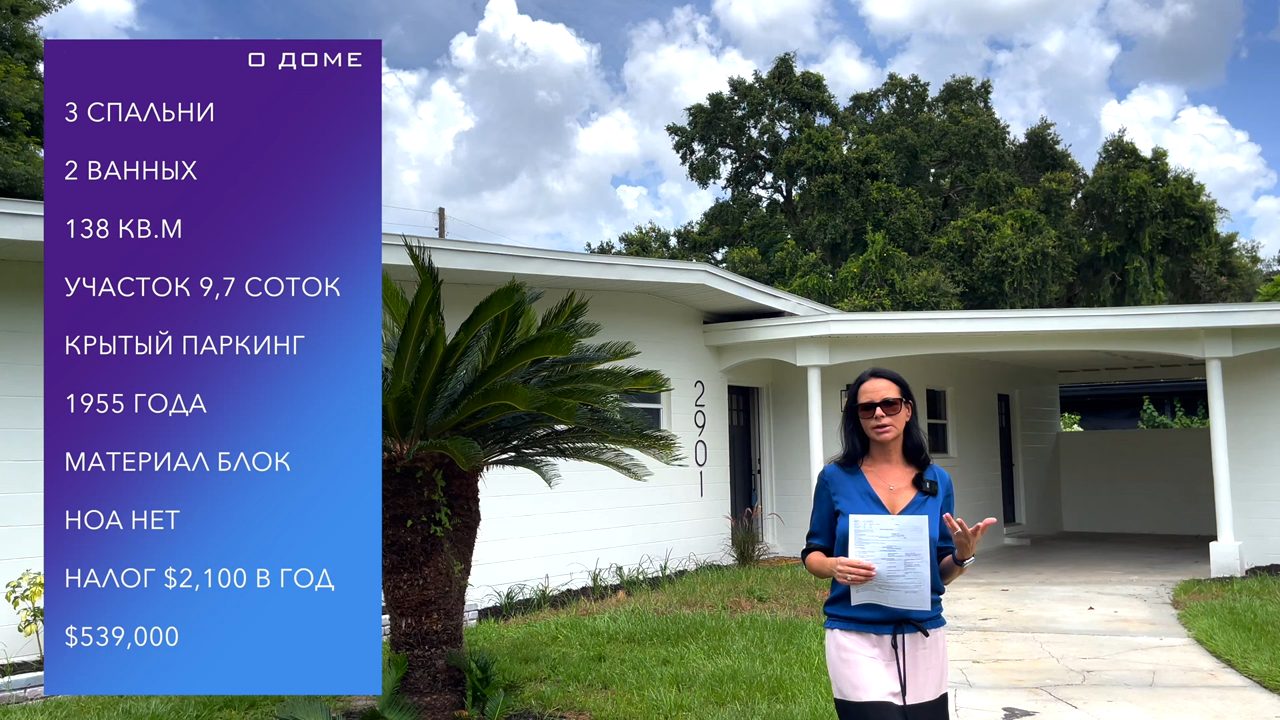 О ДОМЕ
3 СПАЛЬНИ
2 ВАННЫХ
138 КВ.М
УЧАСТОК 9,7 СОТОК
КРЫТЫЙ ПАРКИНГ
1955 ГОДА
МАТЕРИАЛ БЛОК
HOA НЕТ
НАЛОГ $2,100 В ГОД
$539,000
2901